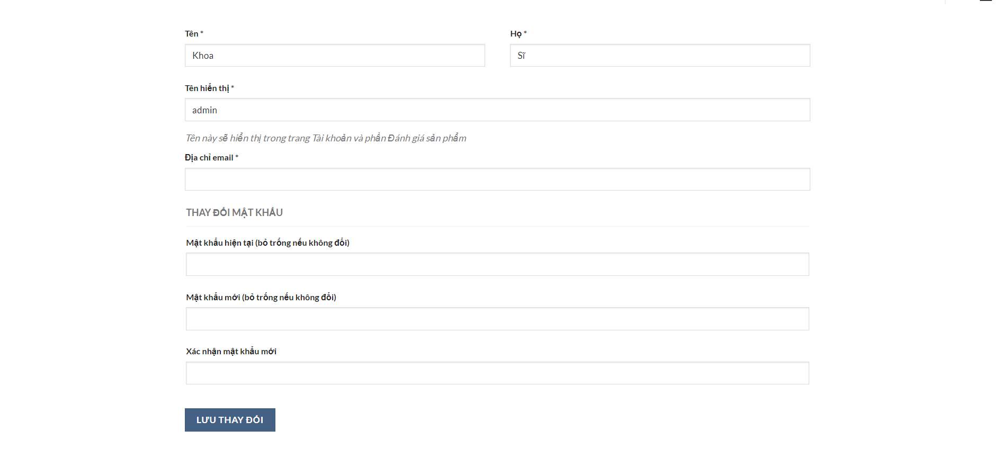 Tên *
Họ *
Khoa
Sĩ
Tên hiển thị *
admin
Tên này sẽ hiển thị trong trang Tài khoản và phần Đánh giá sản phẩm
Địa chỉ email *
THAY ĐỔI MẬT KHẨU
Mật khẩu hiện tại (bỏ trống nếu không đổi)
Mật khẩu mới (bỏ trống nếu không đổi)
Xác nhận mật khẩu mới
LƯU THAY ĐỔI